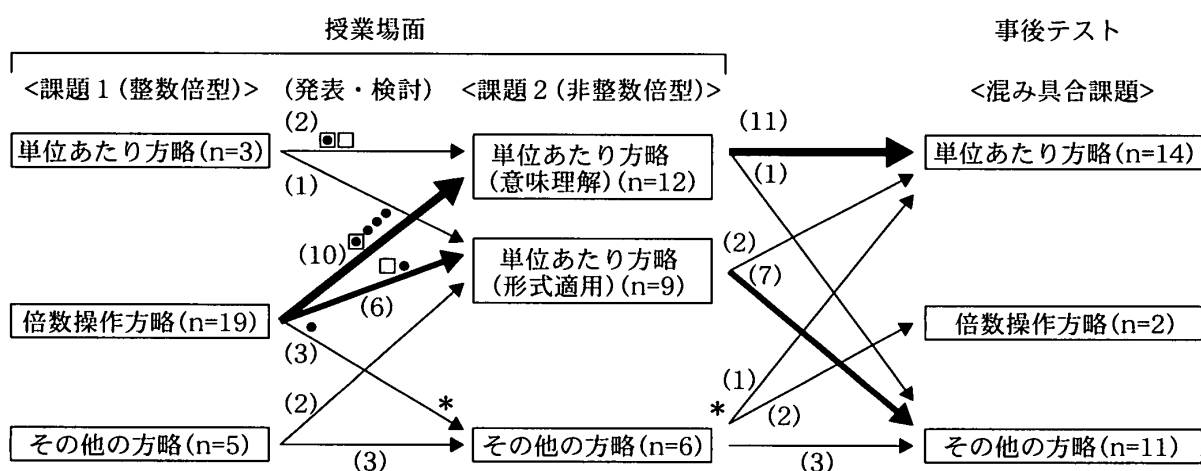 授業場面
事後テスト
<課題1(整数倍型)>
(発表・検討)
<課題2(非整数倍型)>
<混み具合課題>
単位あたり方略(n=3)
(2)
(1)
単位あたり方略
(意味理解)(n=12)
(11)
(1)
単位あたり方略(n=14)
(10)
(6)
単位あたり方略
(形式適用)(n=9)
(2)
(7)
倍数操作方略(n=19)
(3)
倍数操作方略(n=2)
(2)
*
*
(1)
(2)
その他の方略(n=5)
(3)
その他の方略(n=6)
(3)
その他の方略(n=11)